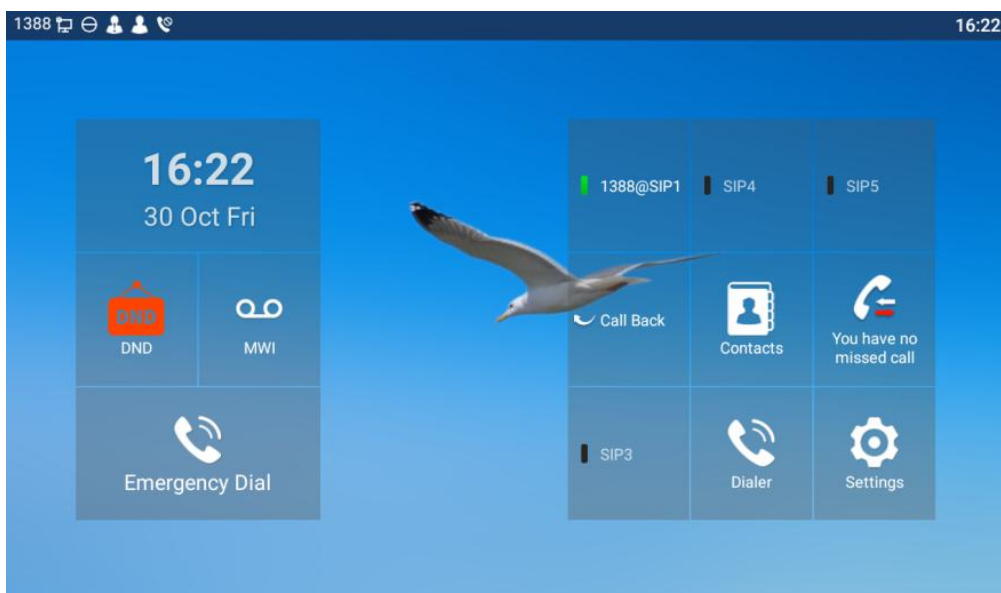 1388
16:22
16:22
30 Oct Fri
DND
DND
MWI
Emergency Dial
1388@SIP1
SIP4
SIP5
Call Back
Contacts
You have no
missed call
SIP3
Dialer
Settings